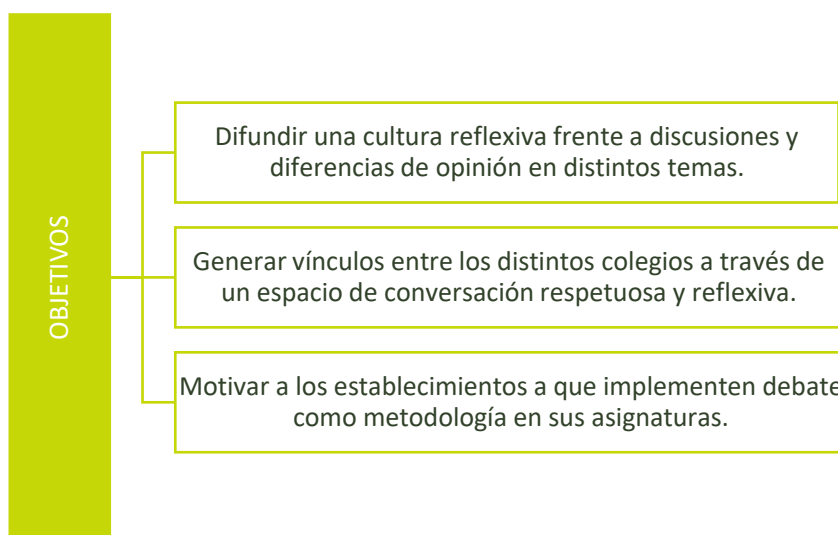 OBJETIVOS
Difundir una cultura reflexiva frente a discusiones y
diferencias de opinión en distintos temas.
Generar vínculos entre los distintos colegios a través de
un espacio de conversación respetuosa y reflexiva.
Motivar a los establecimientos a que implementen debate
como metodología en sus asignaturas.